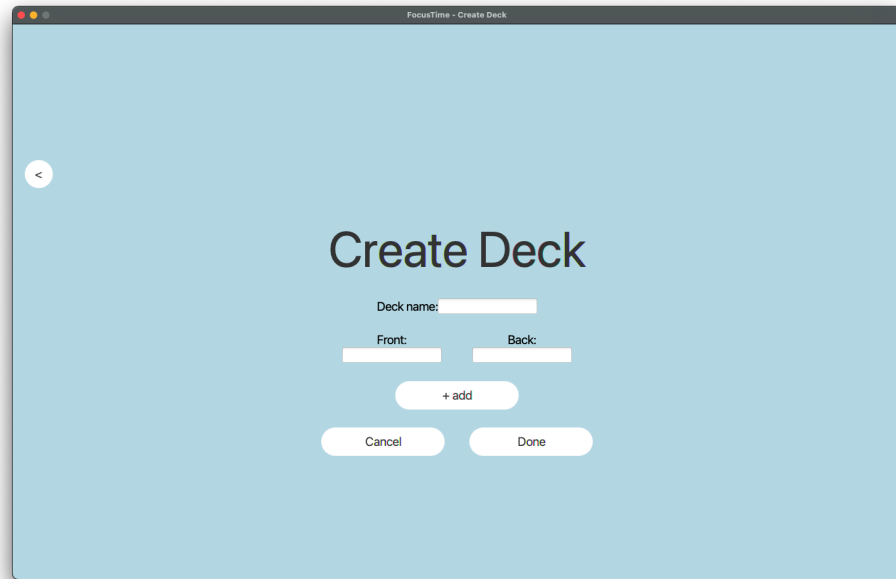 FocusTime - Create Deck
<
Create Deck
Deck name:
Front: Back:
+ add
Cancel Done